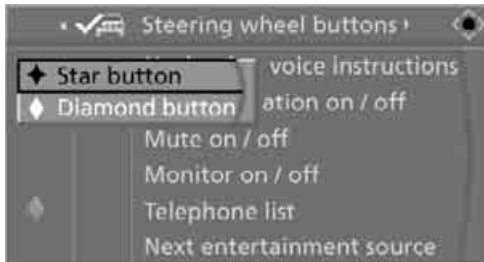 Steering wheel buttons
voice instructions
Star button
Diamond button
ation on / off
Mute on / off
Monitor on / off
Telephone list
Next entertainment source